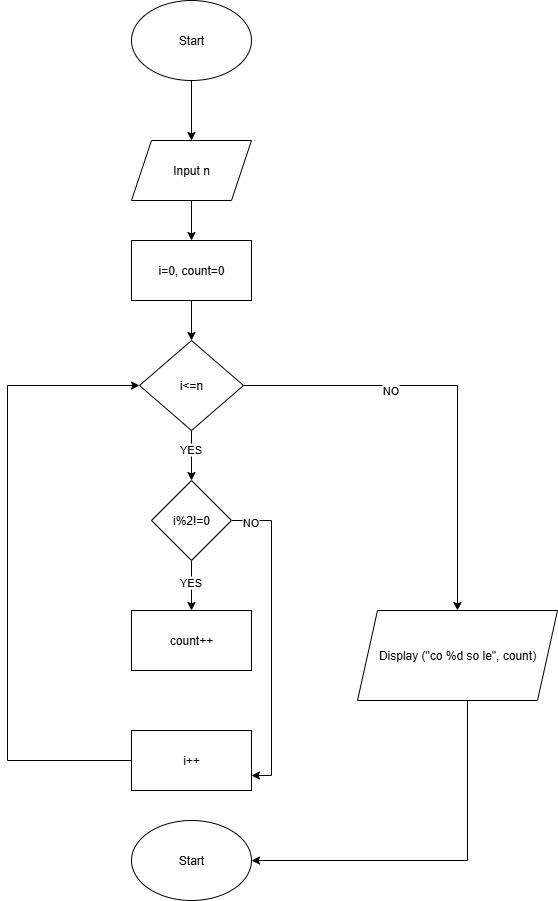 Start
Input n
i=0, count=0
i<=n
NO
YES
i%2!=0
NO
YES
count++
Display ("co %d so le", count)
i++
Start